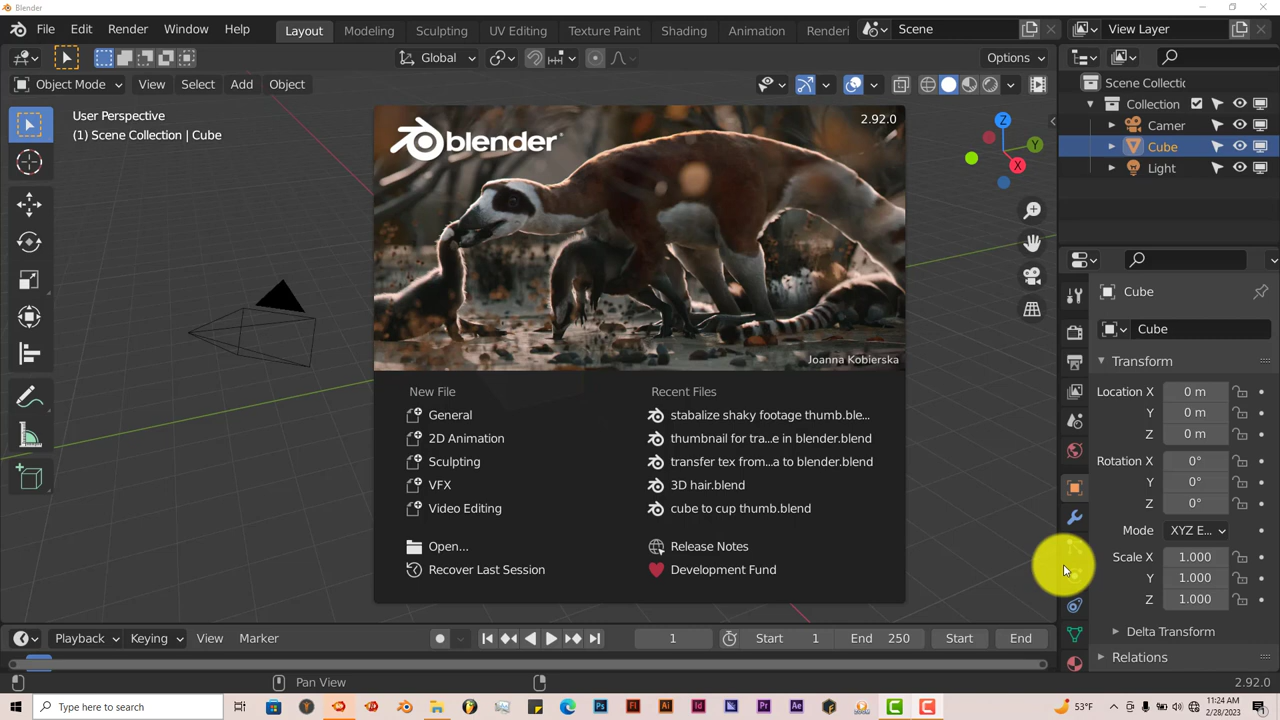 Blender
File Edit Render Window Help
Layout Modeling Sculpting UV Editing Texture Paint Shading Animation Renderi
Scene
View Layer
Global
Options
Object Mode View Select Add Object
User Perspective
(1) Scene Collection | Cube
blender
2.92.0
Joanna Kobierska
New File
General
2D Animation
Sculpting
VFX
Video Editing
Open...
Recover Last Session
Recent Files
stabalize shaky footage thumb.ble...
thumbnail for tra...e in blender.blend
transfer tex from...a to blender.blend
3D hair.blend
cube to cup thumb.blend
Release Notes
Development Fund
Z
Y
X
Scene Collectic
Collection
Camer
Cube
Light
Cube
Cube
Transform
Location X 0 m
Y 0 m
Z 0 m
Rotation X 0°
Y 0°
Z 0°
Mode XYZ E...
Scale X 1.000
Y 1.000
Z 1.000
Delta Transform
Relations
Playback Keying View Marker
1 Start 1 End 250 Start End
Pan View
2.92.0
Type here to search
53°F
11:24 AM
2/28/2023